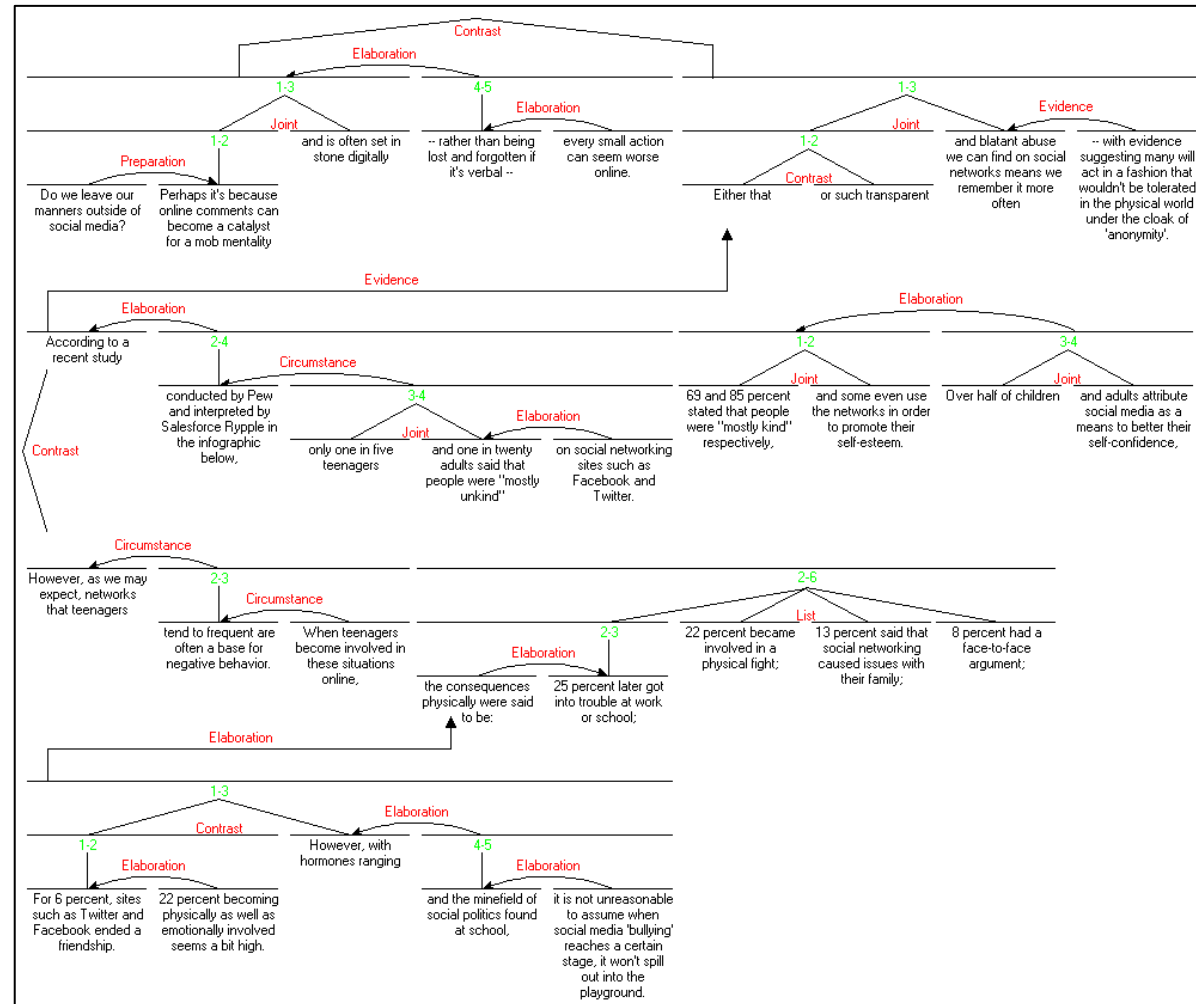 Contrast
Elaboration
1-3
4-5
1-3
Joint
Elaboration
Joint
Evidence
1-2
and is often set in
stone digitally
-- rather than being
lost and forgotten if
it's verbal --
every small action
can seem worse
online.
1-2
and blatant abuse
we can find on social
networks means we
remember it more
often
-- with evidence
suggesting many will
act in a fashion that
wouldn't be tolerated
in the physical world
under the cloak of
'anonymity'.
Preparation
Contrast
Do we leave our
manners outside of
social media?
Perhaps it's because
online comments can
become a catalyst
for a mob mentality
Either that
or such transparent
Evidence
Elaboration
Elaboration
According to a
recent study
2-4
1-2
3-4
Circumstance
Joint
Joint
conducted by Pew
and interpreted by
Salesforce Rypple in
the infographic
below,
3-4
69 and 85 percent
stated that people
were "mostly kind"
respectively,
and some even use
the networks in order
to promote their
self-esteem.
Over half of children
and adults attribute
social media as a
means to better their
self-confidence,
Joint
Elaboration
only one in five
teenagers
and one in twenty
adults said that
people were "mostly
unkind"
on social networking
sites such as
Facebook and
Twitter.
Contrast
Circumstance
However, as we may
expect, networks
that teenagers
2-3
2-6
Circumstance
List
tend to frequent are
often a base for
negative behavior.
When teenagers
become involved in
these situations
online,
2-3
22 percent became
involved in a
physical fight;
13 percent said that
social networking
caused issues with
their family;
8 percent had a
face-to-face
argument;
Elaboration
the consequences
physically were said
to be:
25 percent later got
into trouble at work
or school;
Elaboration
1-3
Contrast
Elaboration
1-2
However, with
hormones ranging
4-5
Elaboration
Elaboration
For 6 percent, sites
such as Twitter and
Facebook ended a
friendship.
22 percent becoming
physically as well as
emotionally involved
seems a bit high.
and the minefield of
social politics found
at school,
it is not unreasonable
to assume when
social media 'bullying'
reaches a certain
stage, it won't spill
out into the
playground.